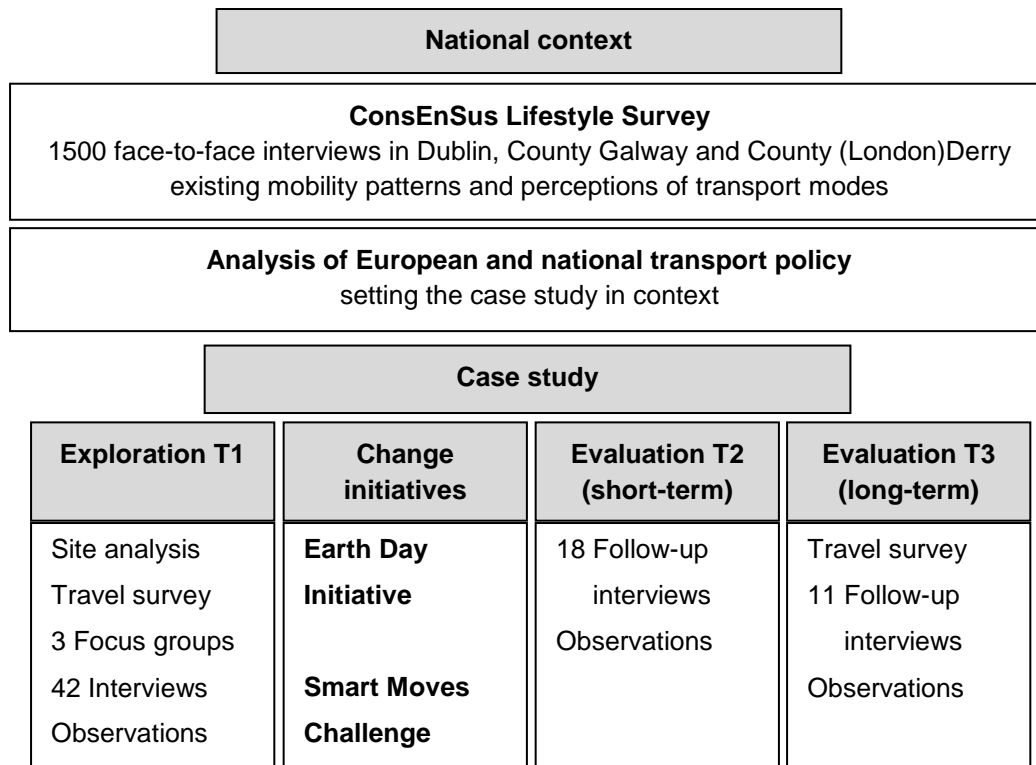 National context
ConsEnSus Lifestyle Survey
1500 face-to-face interviews in Dublin, County Galway and County (London)Derry
existing mobility patterns and perceptions of transport modes
Analysis of European and national transport policy
setting the case study in context
Case study
Exploration T1
Site analysis
Travel survey
3 Focus groups
42 Interviews
Observations
Change
initiatives
Earth Day
Initiative
Smart Moves
Challenge
Evaluation T2
(short-term)
18 Follow-up
interviews
Observations
Evaluation T3
(long-term)
Travel survey
11 Follow-up
interviews
Observations